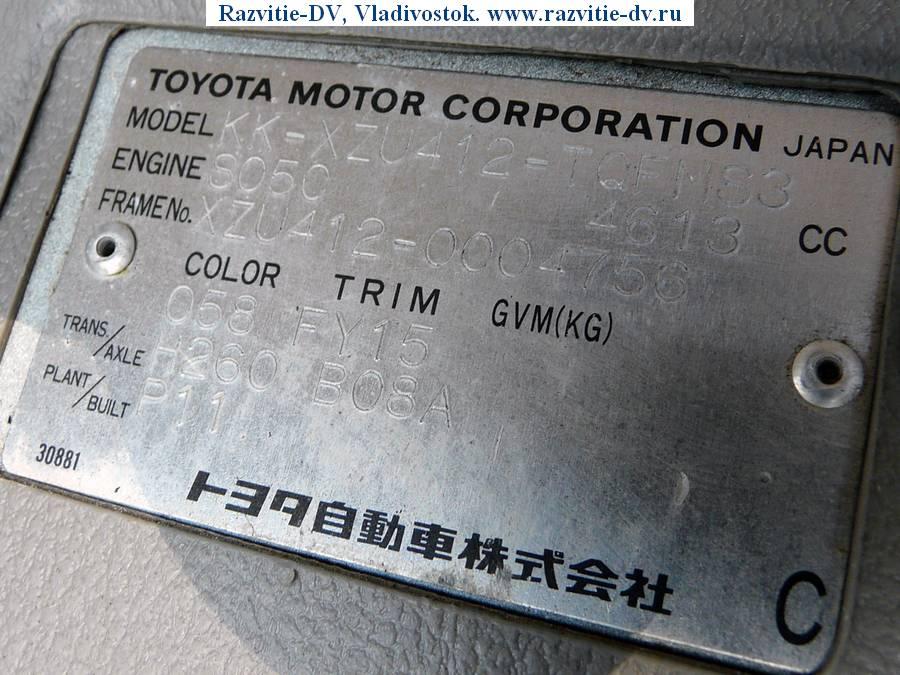 Razvitie-DV, Vladivostok. www.razvitie-dv.ru
TOYOTA MOTOR CORPORATION JAPAN
MODEL KK-XZU412-TQFMS3
ENGINE S05C 4613 CC
FRAME No. XZU412-0004756
COLOR TRIM GVM(KG)
058 FY15
TRANS./AXLE M260 B08A
PLANT/BUILT P11
30881
トヨタ自動車株式会社
C